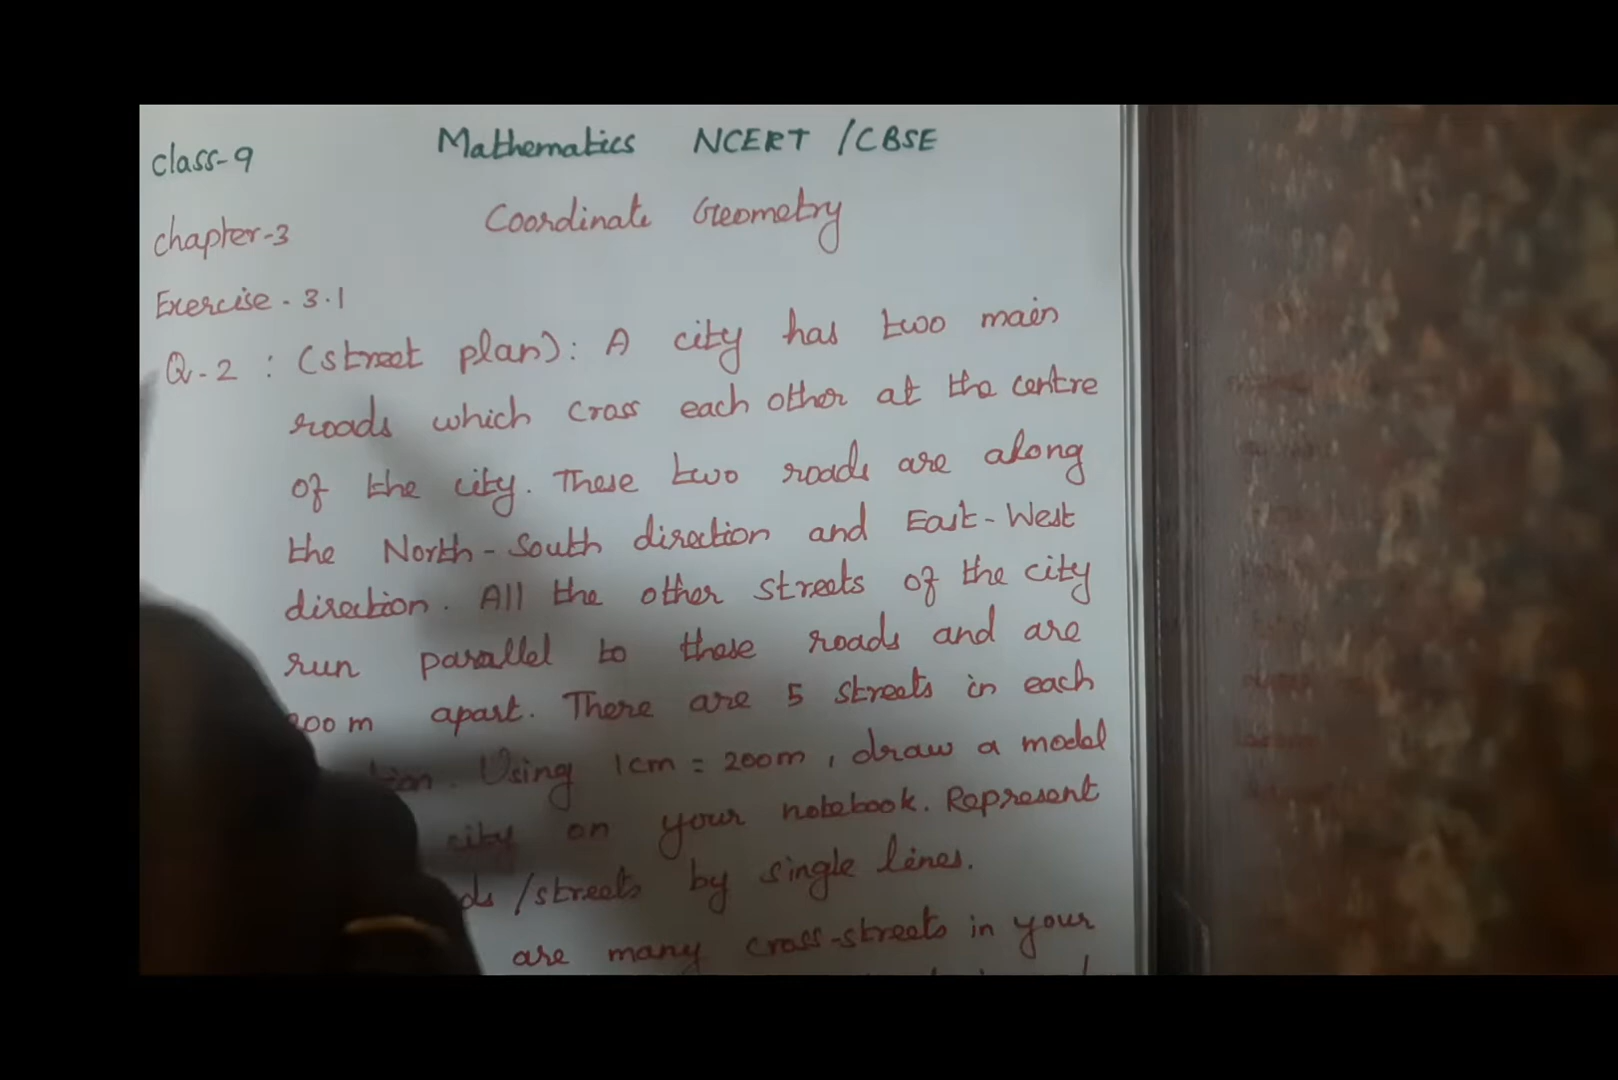 class-9 Mathematics NCERT /CBSE
chapter-3 Coordinate Geometry
Exercise - 3.1
Q-2 : (street plan): A city has two main
roads which cross each other at the centre
of the city. These two roads are along
the North-South direction and East-West
direction. All the other streets of the city
run parallel to these roads and are
00 m apart. There are 5 streets in each
Using 1cm = 200m, draw a model
city on your notebook. Represent
/streets by single lines.
are many cross-streets in your